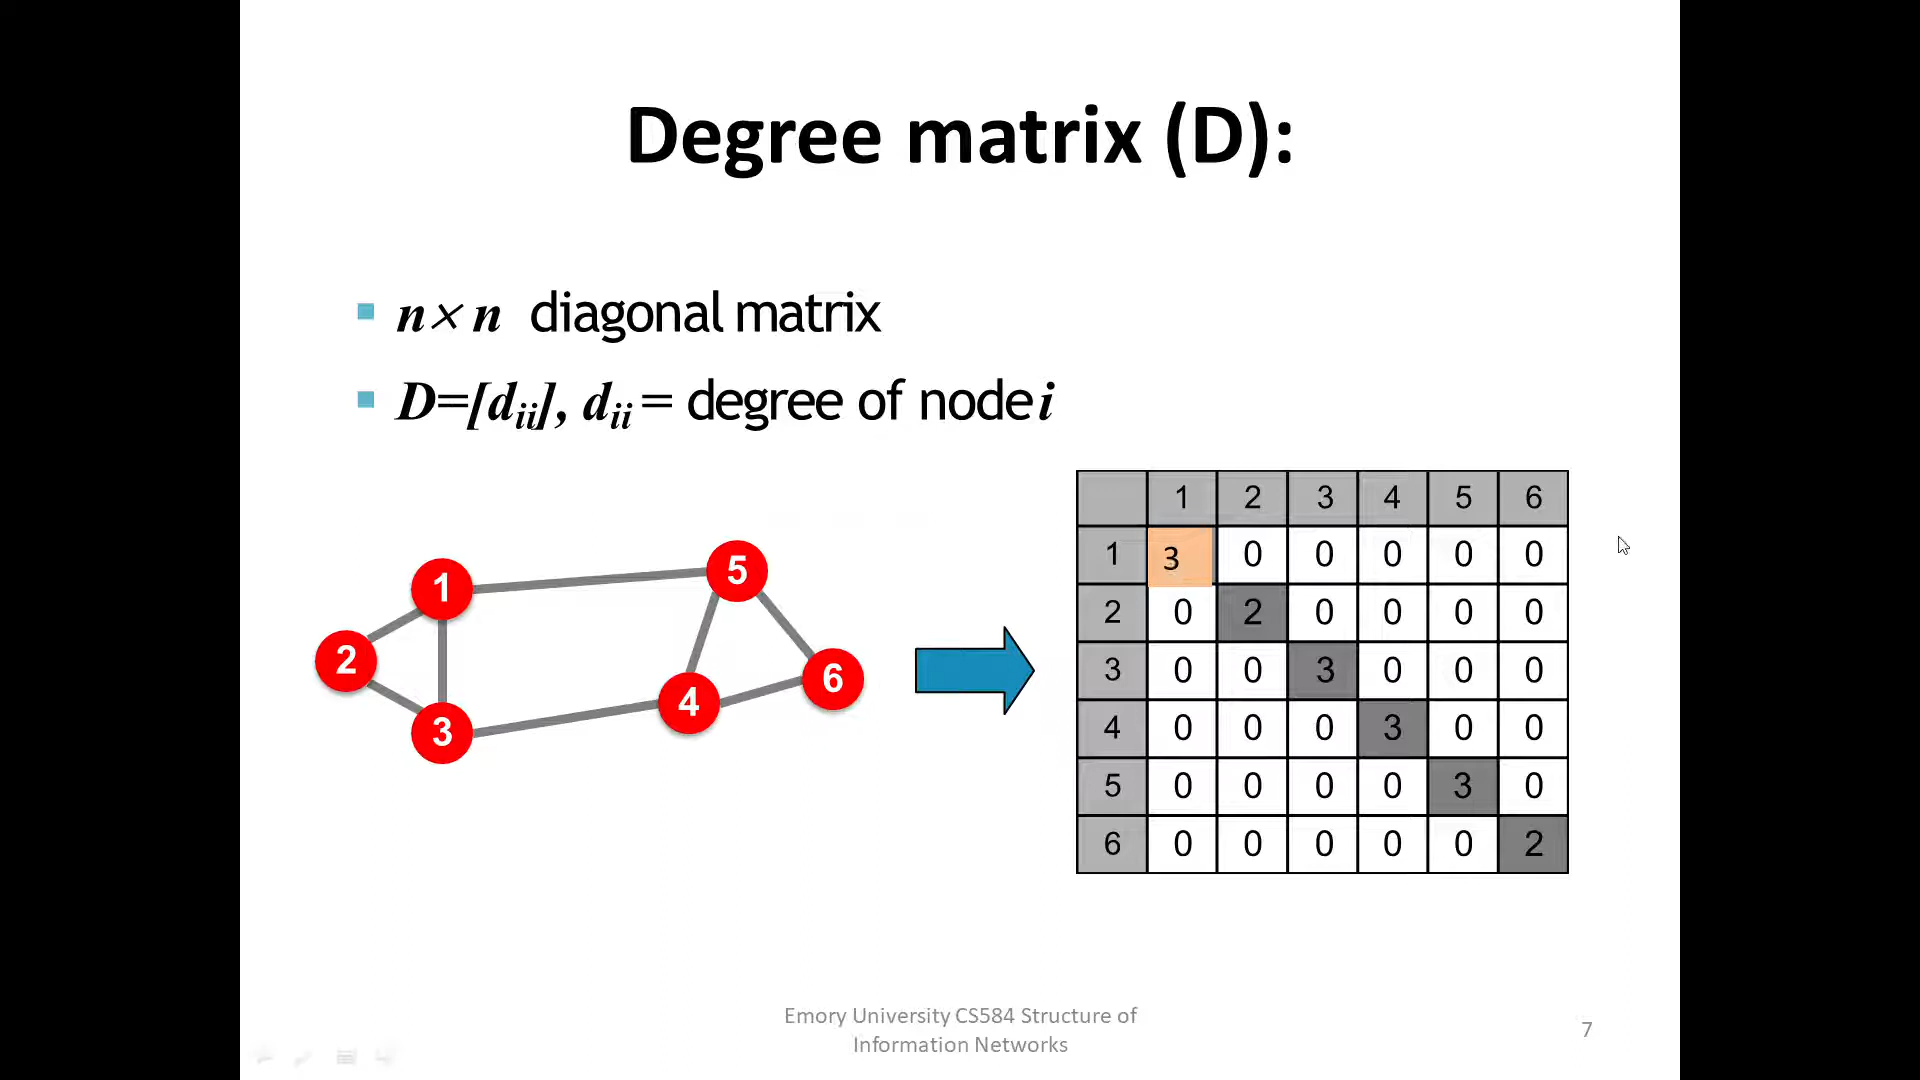 Degree matrix (D):
n × n diagonal matrix
D=[dii], dii = degree of node i
1
5
2
6
4
3
1 2 3 4 5 6
1 3 0 0 0 0 0
2 0 2 0 0 0 0
3 0 0 3 0 0 0
4 0 0 0 3 0 0
5 0 0 0 0 3 0
6 0 0 0 0 0 2
Emory University CS584 Structure of
Information Networks
7